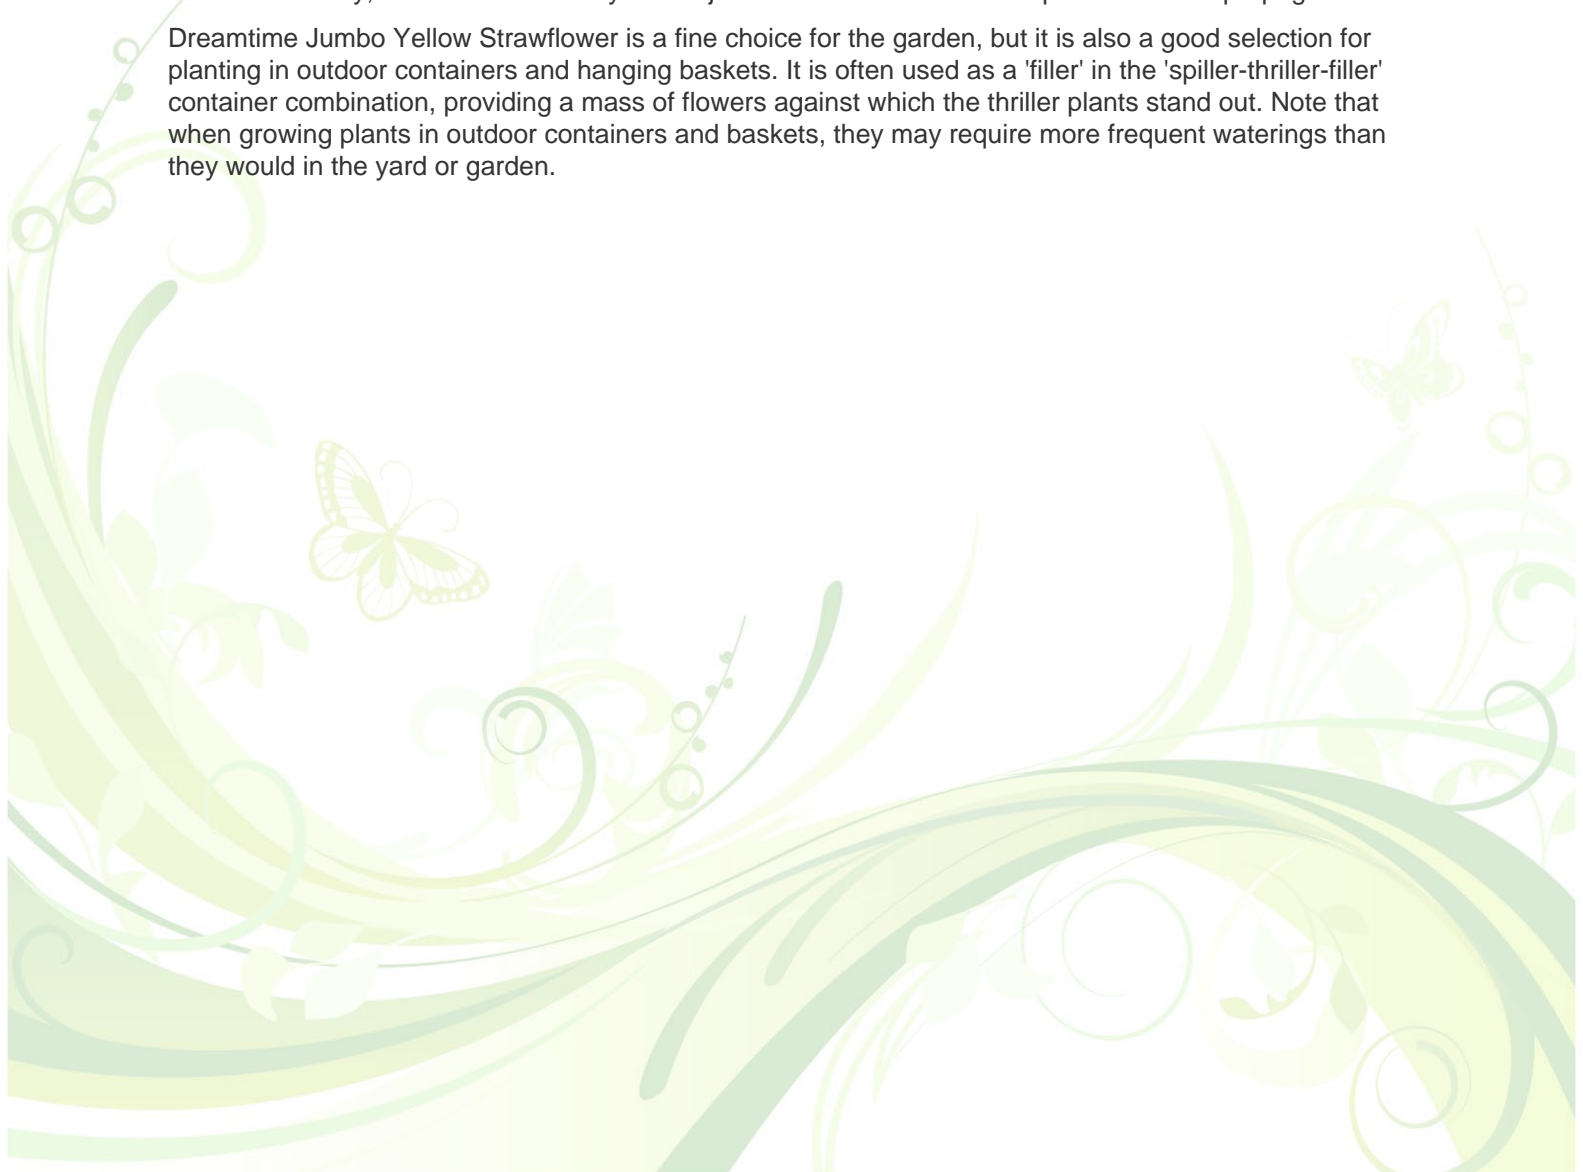 Dreamtime Jumbo Yellow Strawflower is a fine choice for the garden, but it is also a good selection for
planting in outdoor containers and hanging baskets. It is often used as a 'filler' in the 'spiller-thriller-filler'
container combination, providing a mass of flowers against which the thriller plants stand out. Note that
when growing plants in outdoor containers and baskets, they may require more frequent waterings than
they would in the yard or garden.